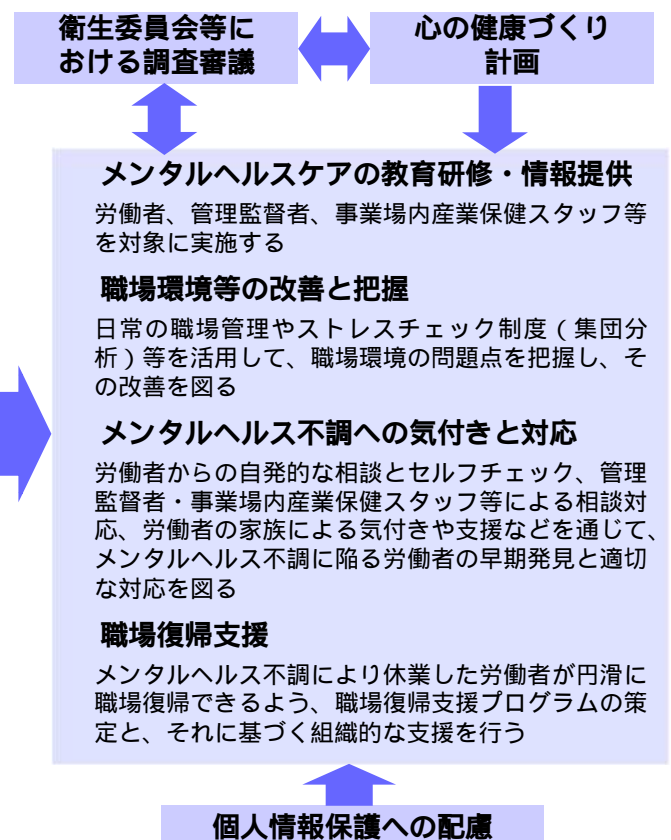 衛生委員会等に
おける調査審議
心の健康づくり
計画
メンタルヘルスケアの教育研修・情報提供
労働者、管理監督者、事業場内産業保健スタッフ等
を対象に実施する
職場環境等の改善と把握
日常の職場管理やストレスチェック制度(集団分
析)等を活用して、職場環境の問題点を把握し、そ
の改善を図る
メンタルヘルス不調への気付きと対応
労働者からの自発的な相談とセルフチェック、管理
監督者・事業場内産業保健スタッフ等による相談対
応、労働者の家族による気付きや支援などを通じて、
メンタルヘルス不調に陥る労働者の早期発見と適切
な対応を図る
職場復帰支援
メンタルヘルス不調により休業した労働者が円滑に
職場復帰できるよう、職場復帰支援プログラムの策
定と、それに基づく組織的な支援を行う
個人情報保護への配慮